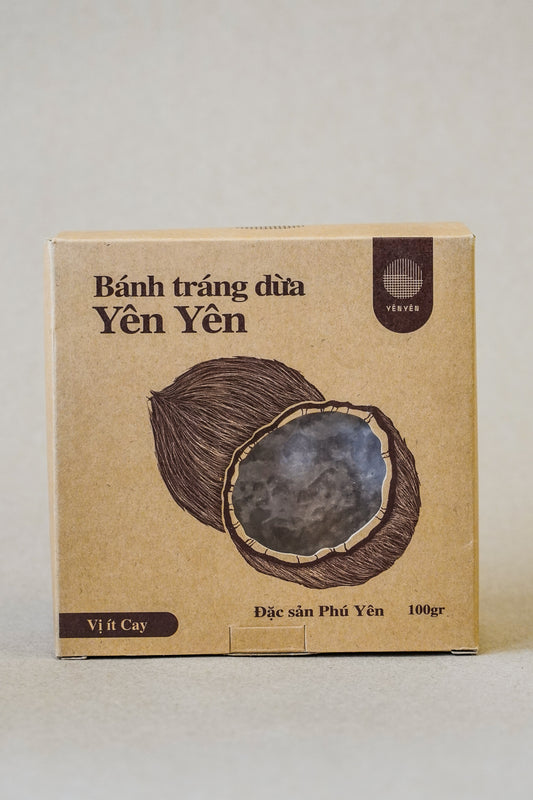 Bánh tráng dừa
Yên Yên
YÊN YÊN
Đặc sản Phú Yên 100gr
Vị ít Cay